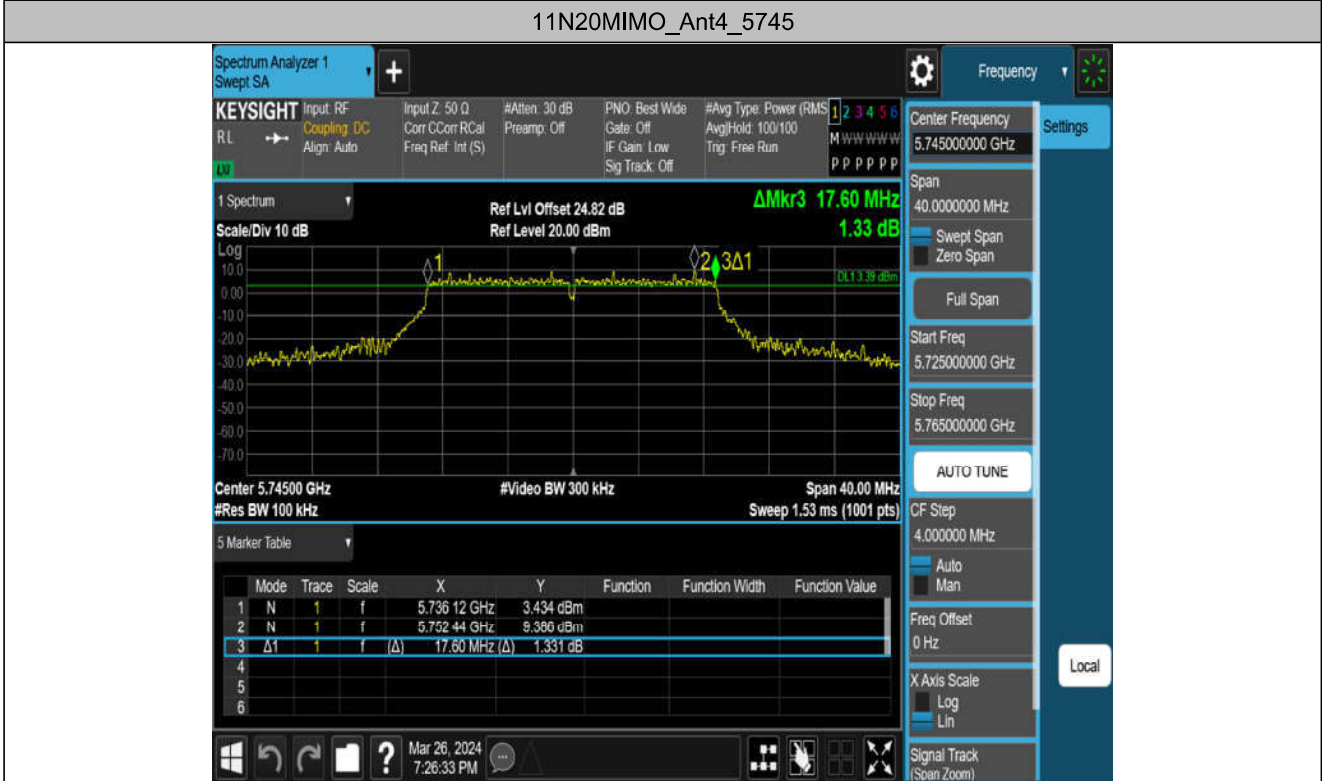 11N20MIMO_Ant4_5745
Spectrum Analyzer 1
Swept SA
+
Frequency
KEYSIGHT
RL
LXI
Input: RF
Coupling: DC
Align: Auto
Input Z: 50 Ω
Corr CCorr RCal
Freq Ref: Int (S)
#Atten: 30 dB
Preamp: Off
PNO: Best Wide
Gate: Off
IF Gain: Low
Sig Track: Off
#Avg Type: Power (RMS
Avg|Hold: 100/100
Trig: Free Run
1 2 3 4 5 6
M W W W W W
P P P P P P
1 Spectrum
Scale/Div 10 dB
Ref Lvl Offset 24.82 dB
Ref Level 20.00 dBm
ΔMkr3 17.60 MHz
1.33 dB
Log
10.0
0.00
-10.0
-20.0
-30.0
-40.0
-50.0
-60.0
-70.0
1
2 3Δ1
DL1 3.39 dBm
Center 5.74500 GHz
#Res BW 100 kHz
#Video BW 300 kHz
Span 40.00 MHz
Sweep 1.53 ms (1001 pts)
5 Marker Table
Mode Trace Scale X Y Function Function Width Function Value
1 N 1 f 5.736 12 GHz 3.434 dBm
2 N 1 f 5.752 44 GHz 9.386 dBm
3 Δ1 1 f (Δ) 17.60 MHz (Δ) 1.331 dB
4
5
6
Center Frequency
5.745000000 GHz
Settings
Span
40.0000000 MHz
Swept Span
Zero Span
Full Span
Start Freq
5.725000000 GHz
Stop Freq
5.765000000 GHz
AUTO TUNE
CF Step
4.000000 MHz
Auto
Man
Freq Offset
0 Hz
X Axis Scale
Log
Lin
Local
Signal Track
(Span Zoom)
?
Mar 26, 2024
7:26:33 PM